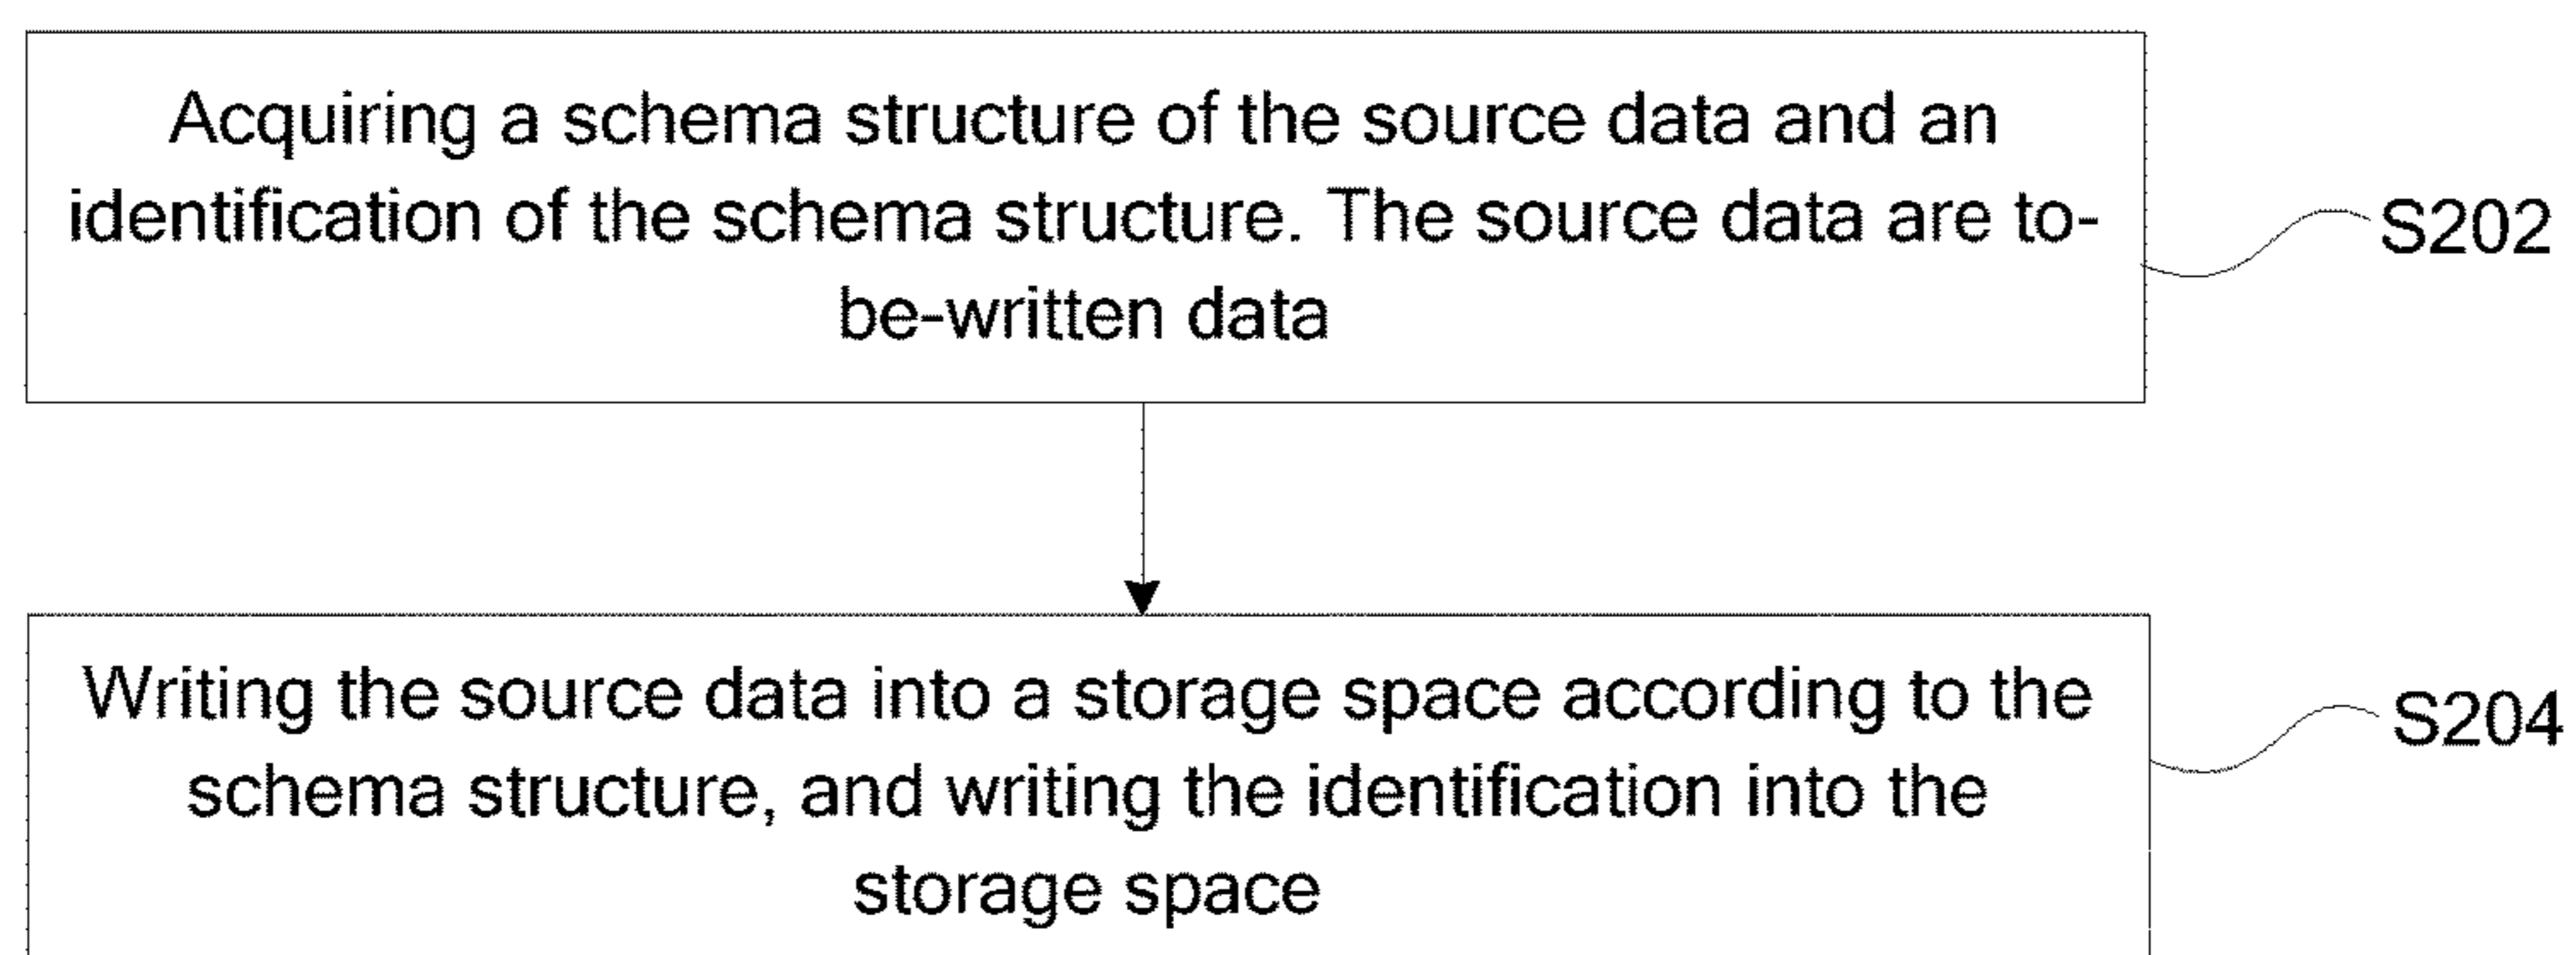 Acquiring a schema structure of the source data and an
identification of the schema structure. The source data are to-
be-written data
S202
Writing the source data into a storage space according to the
schema structure, and writing the identification into the
storage space
S204